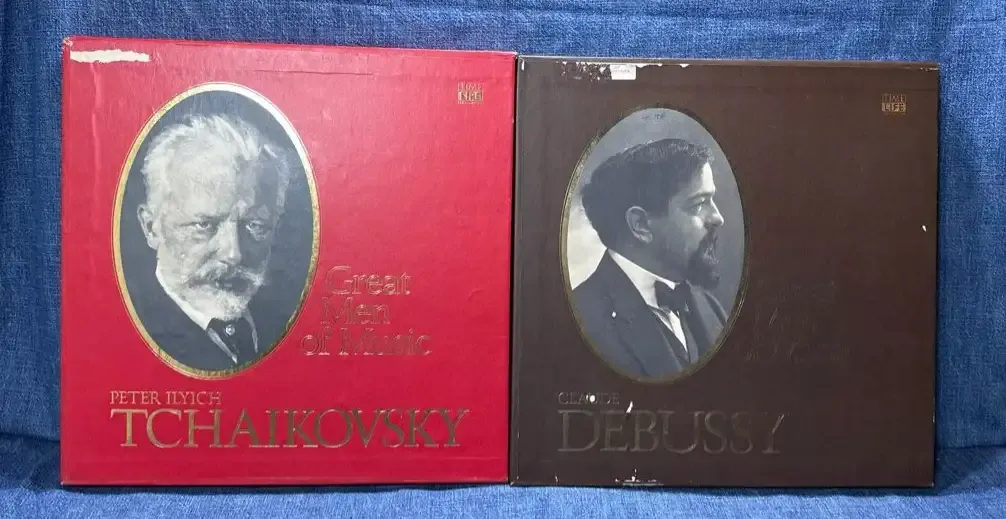 TIME
LIFE
Great
Men
of Music
PETER ILYICH
TCHAIKOVSKY
TIME
LIFE
CLAUDE
DEBUSSY